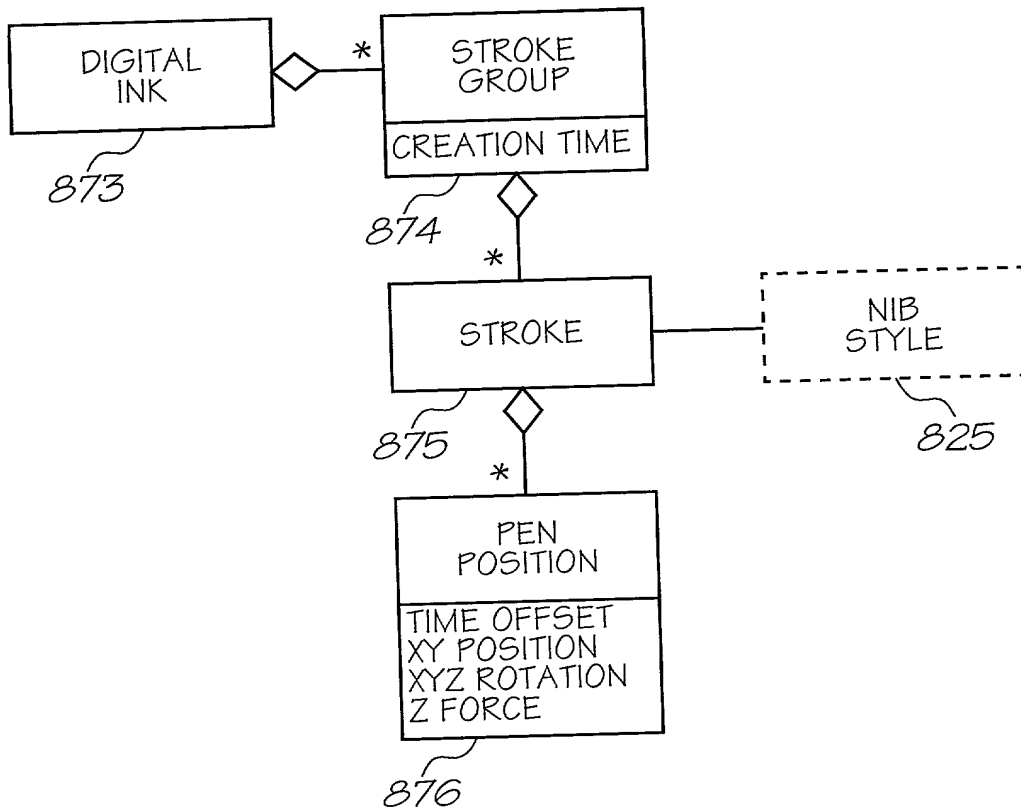 DIGITAL
INK
873
*
STROKE
GROUP
CREATION TIME
874
*
STROKE
875
NIB
STYLE
825
*
PEN
POSITION
TIME OFFSET
XY POSITION
XYZ ROTATION
Z FORCE
876